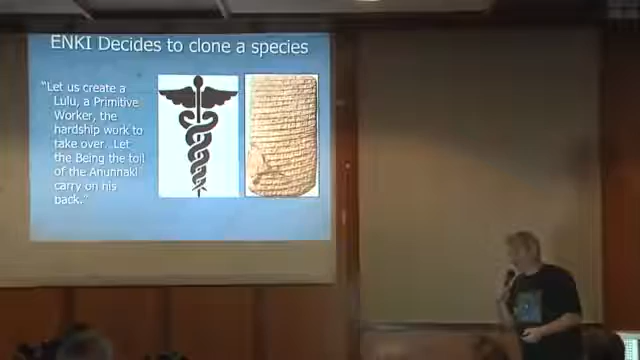 ENKI Decides to clone a species
"Let us create a
Lulu, a Primitive
Worker, the
hardship work to
take over. Let
the Being the toil
of the Anunnaki
carry on his
back."